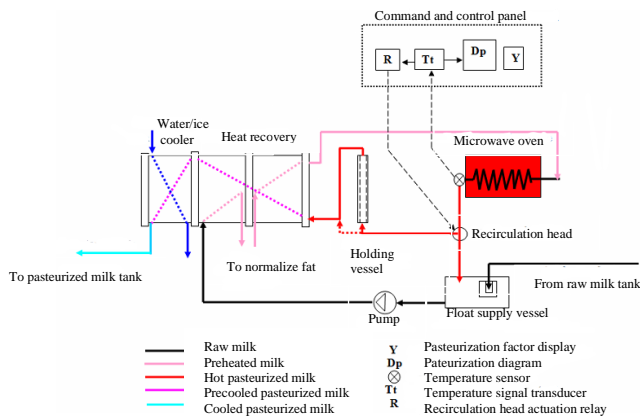 Command and control panel
R
Tt
Dp
Y
Water/ice
cooler
Heat recovery
Microwave oven
Recirculation head
To pasteurized milk tank
To normalize fat
Holding
vessel
From raw milk tank
Float supply vessel
Pump
Raw milk
Preheated milk
Hot pasteurized milk
Precooled pasteurized milk
Cooled pasteurized milk
Y Pasteurization factor display
Dp Pateurization diagram
Temperature sensor
Tt Temperature signal transducer
R Recirculation head actuation relay